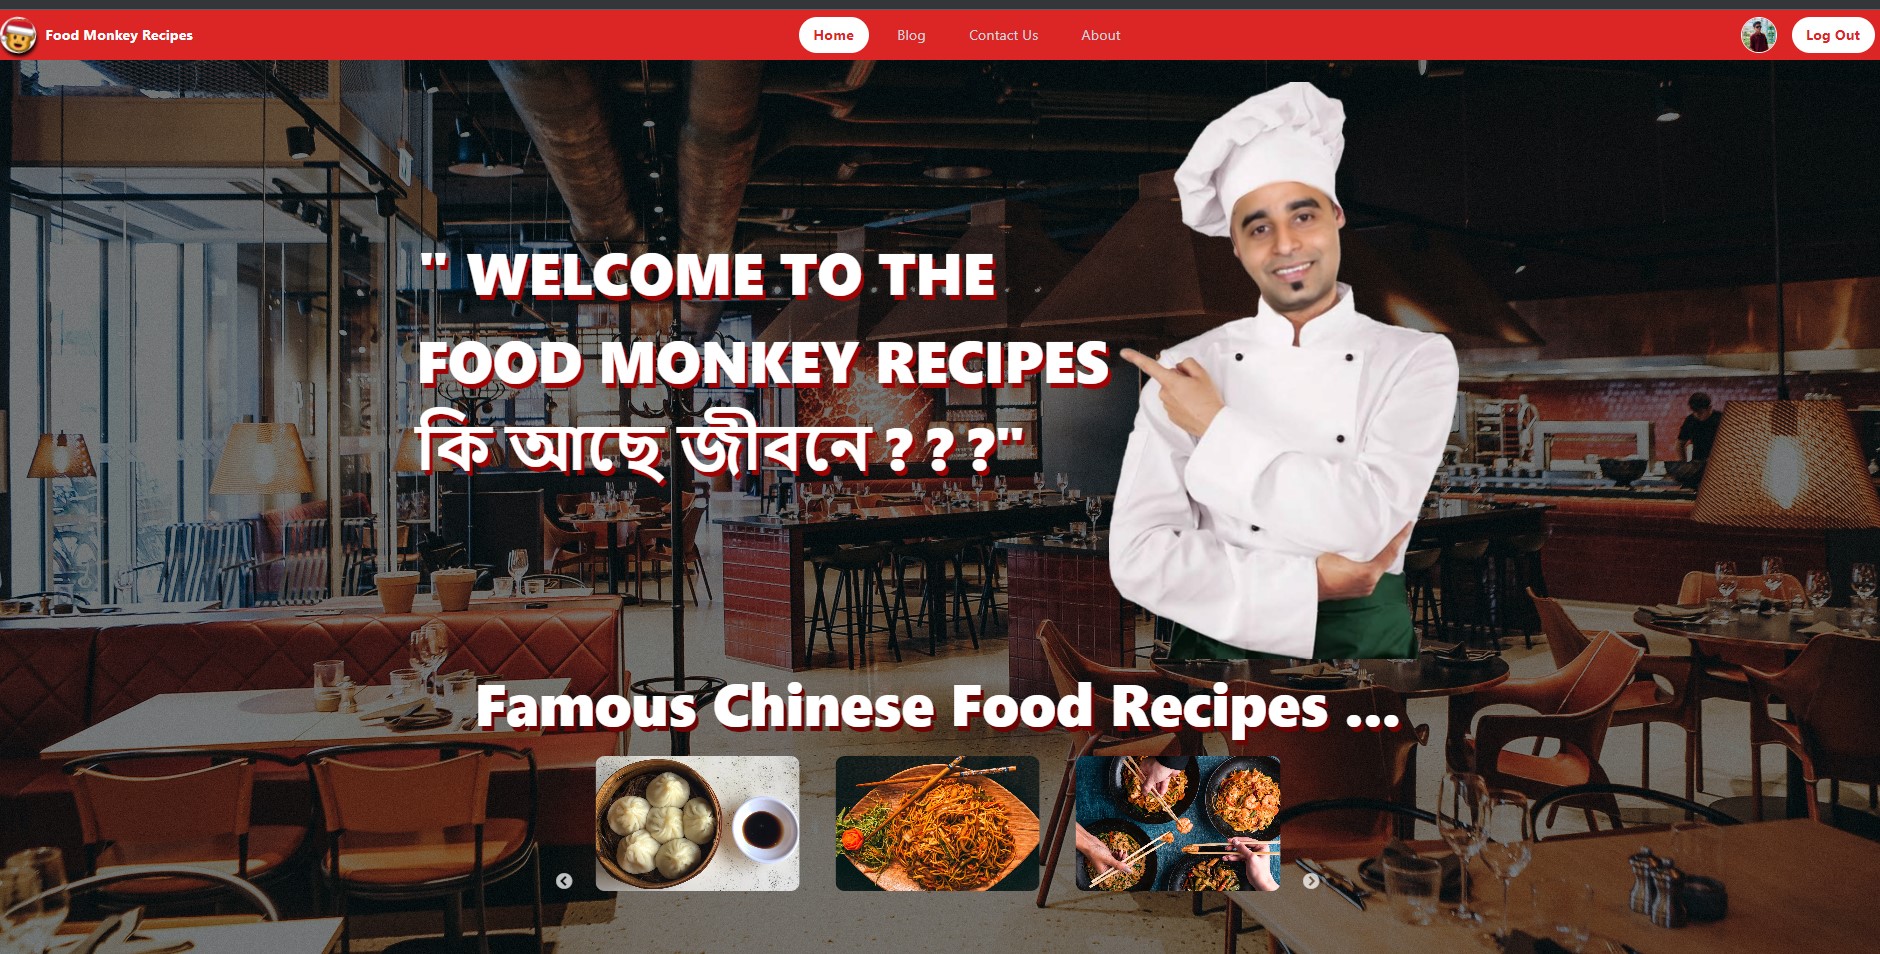 Food Monkey Recipes
Home Blog Contact Us About
Log Out
" WELCOME TO THE
FOOD MONKEY RECIPES
কি আছে জীবনে ? ? ?"
Famous Chinese Food Recipes ...